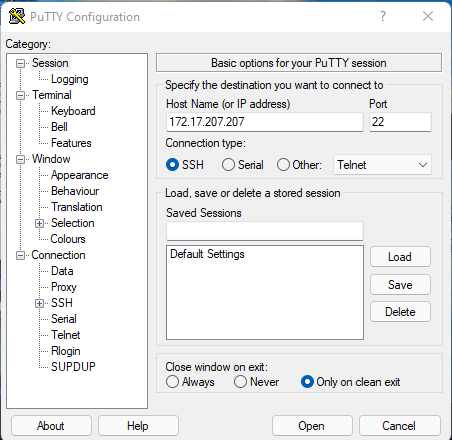 PuTTY Configuration
? ×
Category:
Session
Logging
Terminal
Keyboard
Bell
Features
Window
Appearance
Behaviour
Translation
Selection
Colours
Connection
Data
Proxy
SSH
Serial
Telnet
Rlogin
SUPDUP
Basic options for your PuTTY session
Specify the destination you want to connect to
Host Name (or IP address) Port
172.17.207.207 22
Connection type:
SSH Serial Other: Telnet
Load, save or delete a stored session
Saved Sessions
Default Settings
Load
Save
Delete
Close window on exit:
Always Never Only on clean exit
About Help Open Cancel